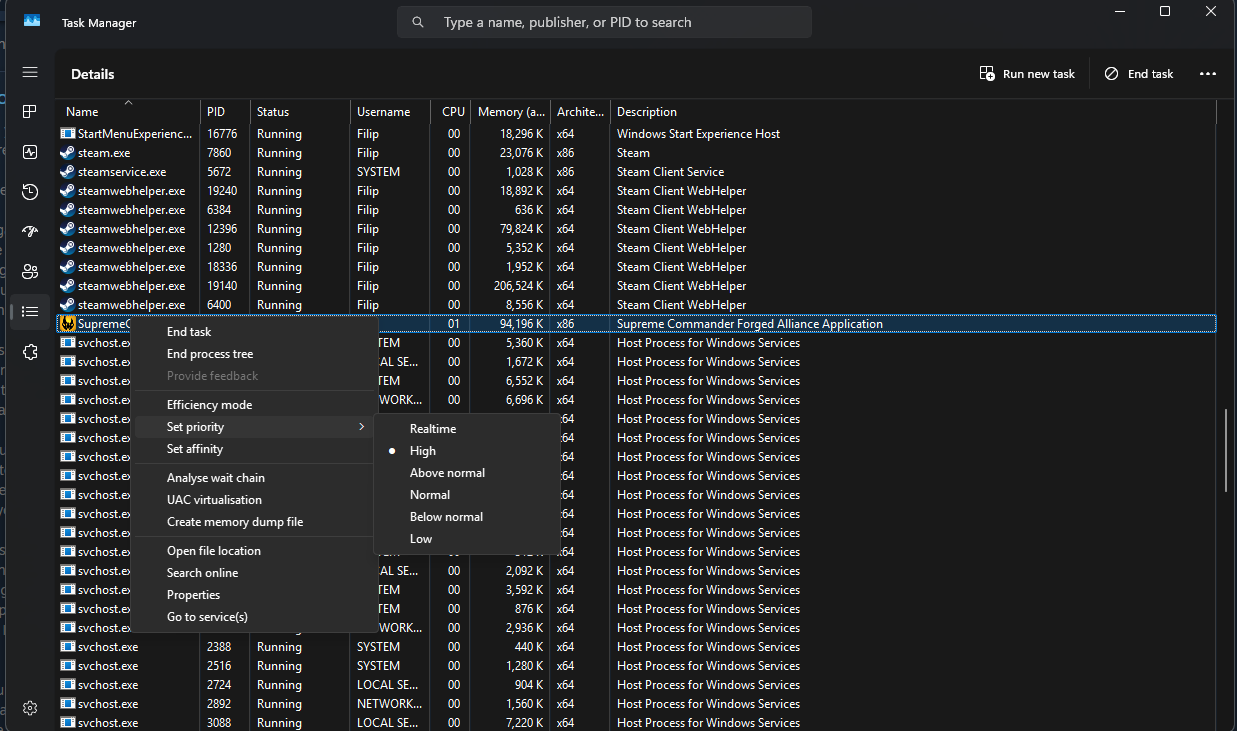 Task Manager
Type a name, publisher, or PID to search
Details
Run new task
End task
Name PID Status Username CPU Memory (a... Archite... Description
StartMenuExperienc... 16776 Running Filip 00 18,296 K x64 Windows Start Experience Host
steam.exe 7860 Running Filip 00 23,076 K x86 Steam
steamservice.exe 5672 Running SYSTEM 00 1,028 K x86 Steam Client Service
steamwebhelper.exe 19240 Running Filip 00 18,892 K x64 Steam Client WebHelper
steamwebhelper.exe 6384 Running Filip 00 636 K x64 Steam Client WebHelper
steamwebhelper.exe 12396 Running Filip 00 79,824 K x64 Steam Client WebHelper
steamwebhelper.exe 1280 Running Filip 00 5,352 K x64 Steam Client WebHelper
steamwebhelper.exe 18336 Running Filip 00 1,952 K x64 Steam Client WebHelper
steamwebhelper.exe 19140 Running Filip 00 206,524 K x64 Steam Client WebHelper
steamwebhelper.exe 6400 Running Filip 00 8,556 K x64 Steam Client WebHelper
SupremeC 01 94,196 K x86 Supreme Commander Forged Alliance Application
svchost.ex TEM 00 5,360 K x64 Host Process for Windows Services
svchost.ex AL SE... 00 1,672 K x64 Host Process for Windows Services
svchost.ex TEM 00 6,552 K x64 Host Process for Windows Services
svchost.ex WORK... 00 6,696 K x64 Host Process for Windows Services
svchost.ex x64 Host Process for Windows Services
svchost.ex x64 Host Process for Windows Services
svchost.ex x64 Host Process for Windows Services
svchost.ex x64 Host Process for Windows Services
svchost.ex x64 Host Process for Windows Services
svchost.ex x64 Host Process for Windows Services
svchost.ex x64 Host Process for Windows Services
svchost.ex x64 Host Process for Windows Services
svchost.ex AL SE... 00 2,092 K x64 Host Process for Windows Services
svchost.ex TEM 00 3,592 K x64 Host Process for Windows Services
svchost.ex TEM 00 876 K x64 Host Process for Windows Services
svchost.ex WORK... 00 2,936 K x64 Host Process for Windows Services
svchost.exe 2388 Running SYSTEM 00 440 K x64 Host Process for Windows Services
svchost.exe 2516 Running SYSTEM 00 1,280 K x64 Host Process for Windows Services
svchost.exe 2724 Running LOCAL SE... 00 904 K x64 Host Process for Windows Services
svchost.exe 2892 Running NETWORK... 00 1,560 K x64 Host Process for Windows Services
svchost.exe 3088 Running LOCAL SE... 00 7,220 K x64 Host Process for Windows Services
End task
End process tree
Provide feedback
Efficiency mode
Set priority
Set affinity
Analyse wait chain
UAC virtualisation
Create memory dump file
Open file location
Search online
Properties
Go to service(s)
Realtime
High
Above normal
Normal
Below normal
Low